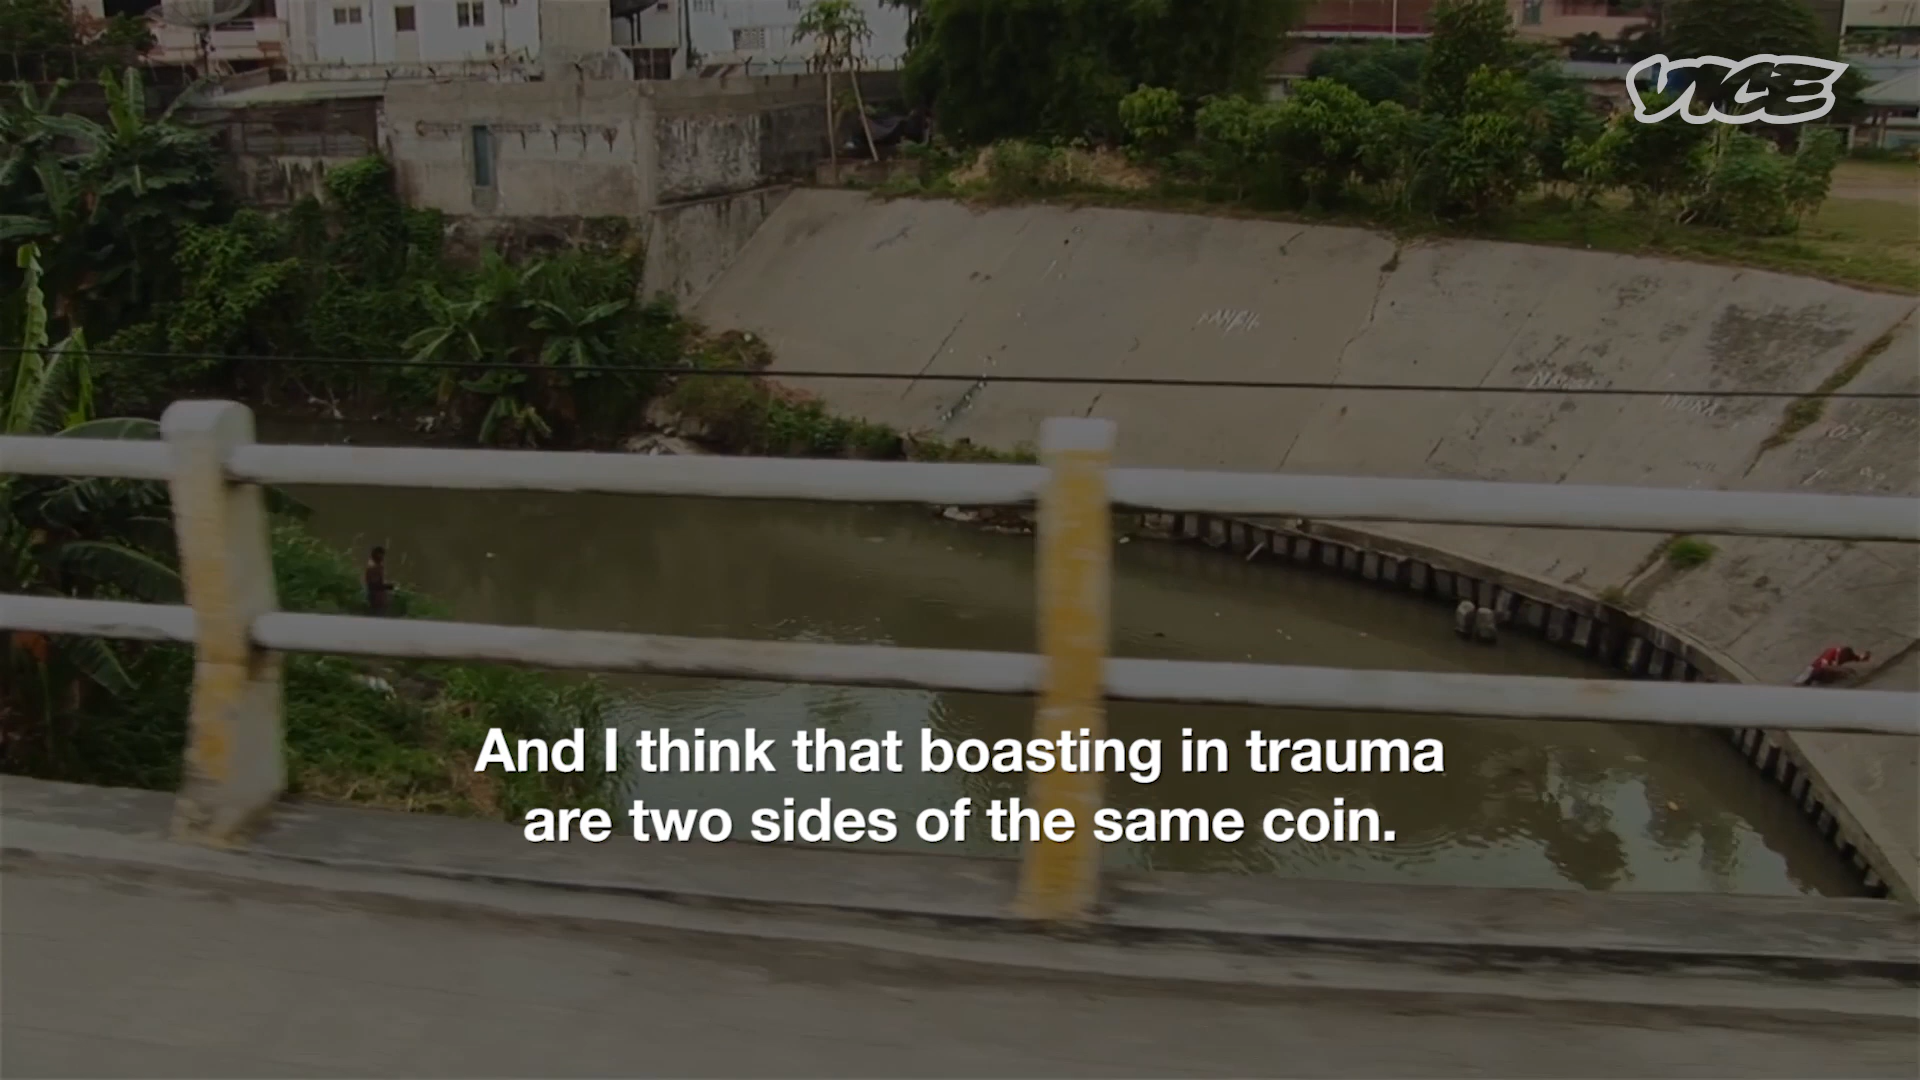 VICE
And I think that boasting in trauma
are two sides of the same coin.